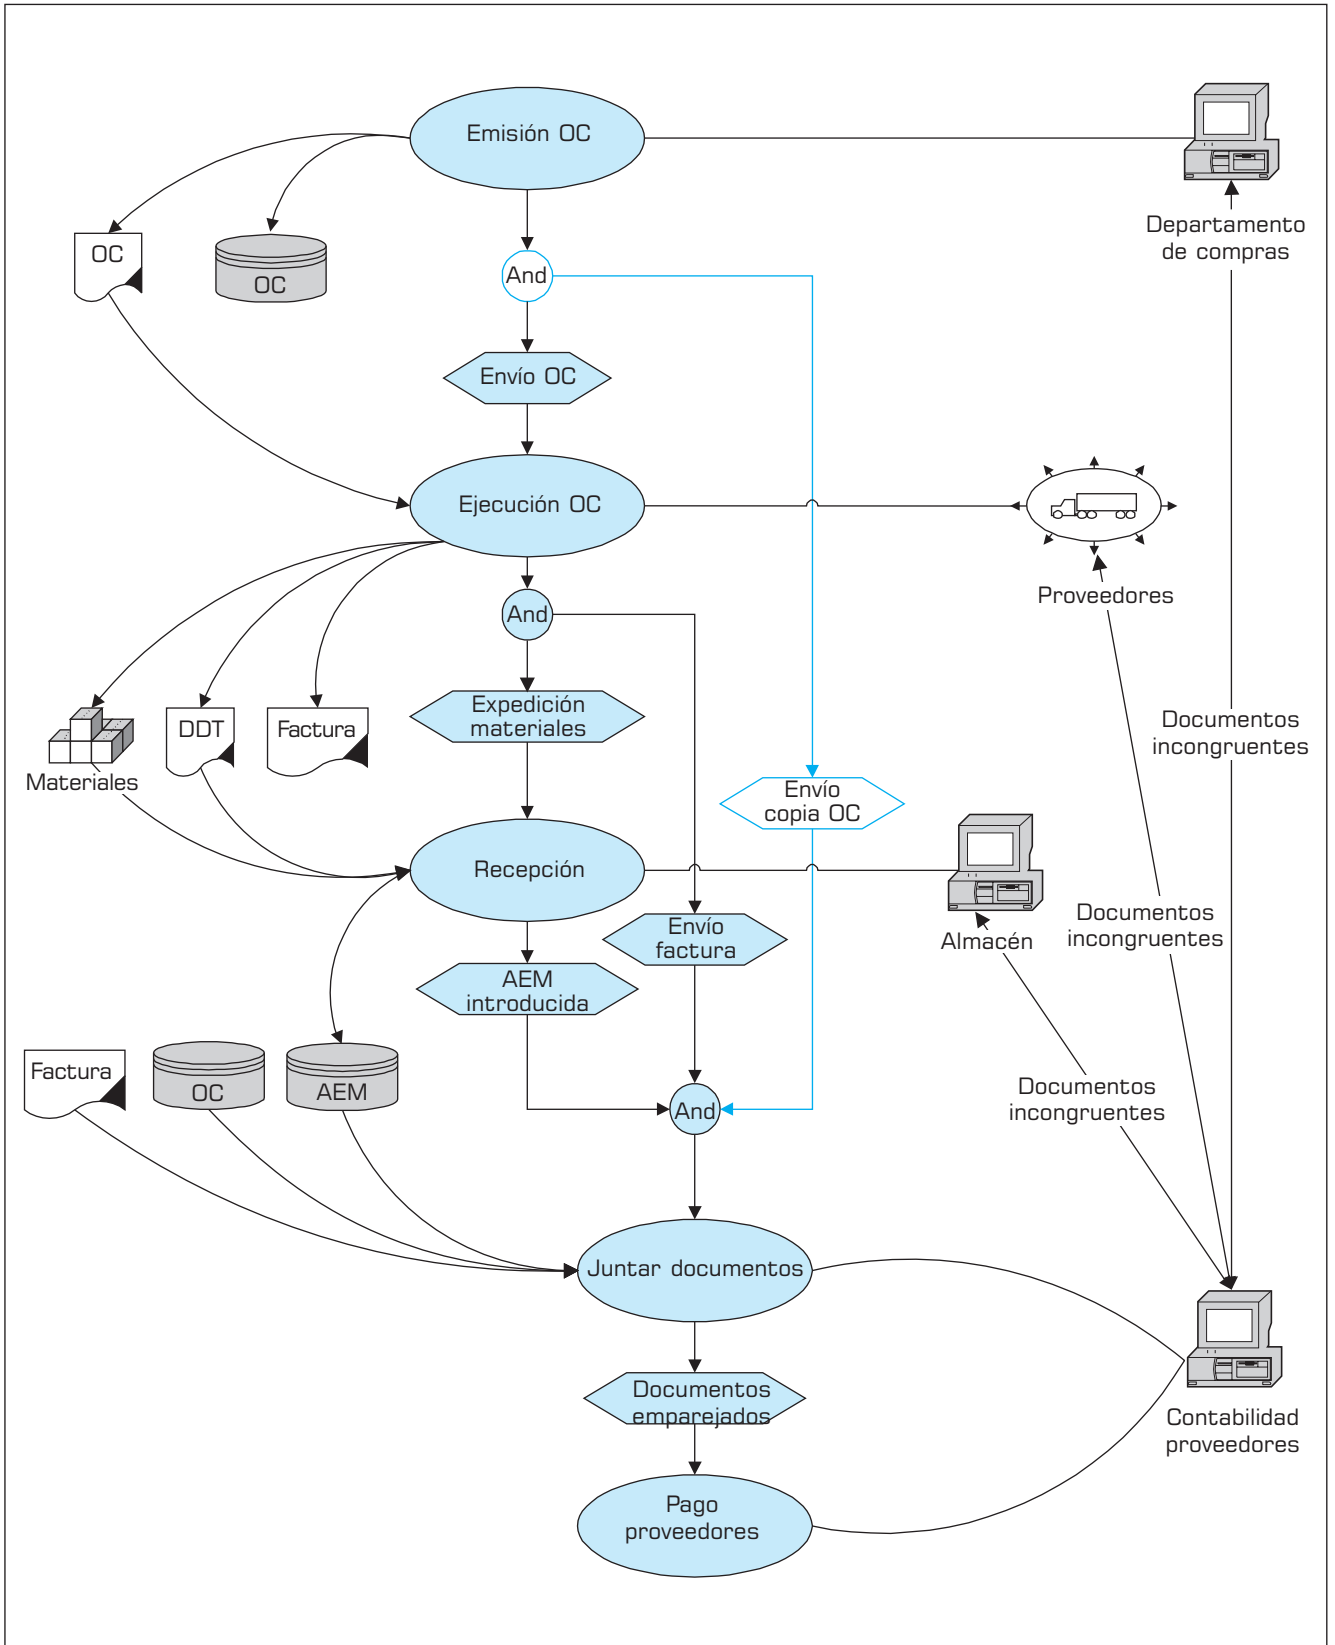 Emisión OC
Departamento
de compras
OC
OC
And
Envío OC
Ejecución OC
Proveedores
And
Expedición
materiales
DDT
Factura
Materiales
Documentos
incongruentes
Envío
copia OC
Recepción
Almacén
Documentos
incongruentes
Envío
factura
AEM
introducida
Factura
OC
AEM
And
Documentos
incongruentes
Juntar documentos
Documentos
emparejados
Contabilidad
proveedores
Pago
proveedores